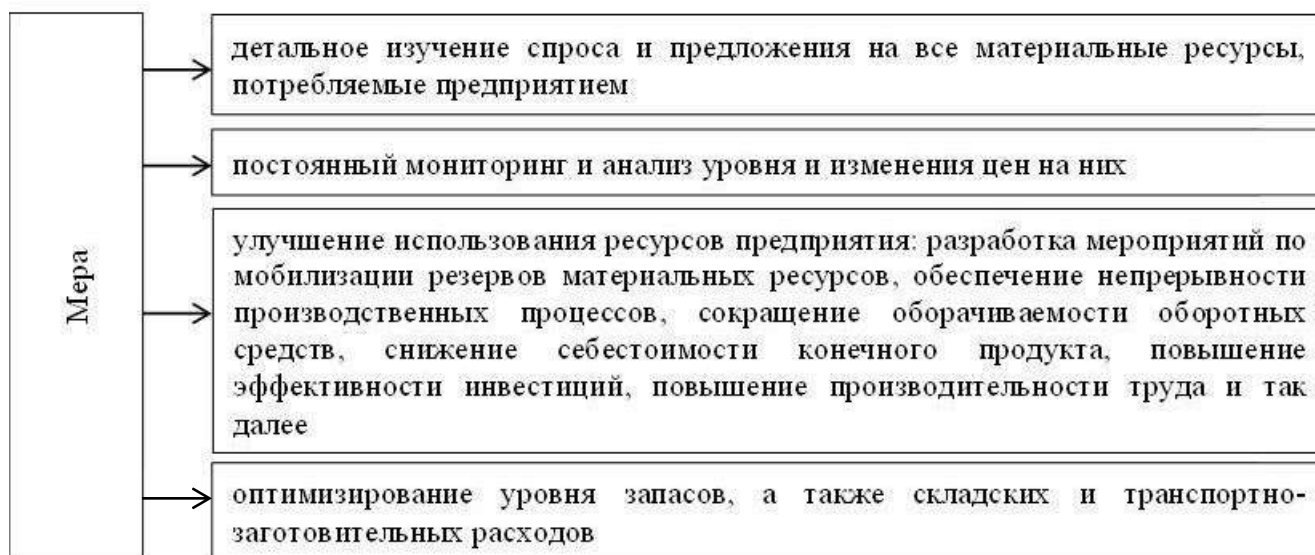 Мера
детальное изучение спроса и предложения на все материальные ресурсы,
потребляемые предприятием
постоянный мониторинг и анализ уровня и изменения цен на них
улучшение использования ресурсов предприятия: разработка мероприятий по
мобилизации резервов материальных ресурсов, обеспечение непрерывности
производственных процессов, сокращение оборачиваемости оборотных
средств, снижение себестоимости конечного продукта, повышение
эффективности инвестиций, повышение производительности труда и так
далее
оптимизирование уровня запасов, а также складских и транспортно-
заготовительных расходов